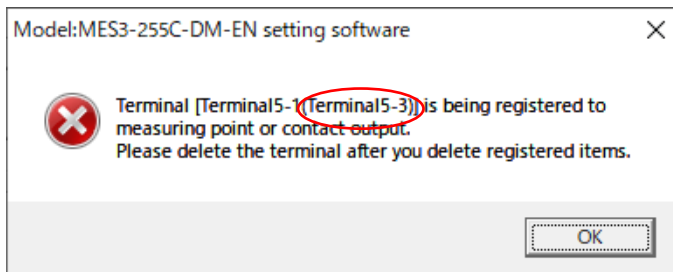 Model:MES3-255C-DM-EN setting software
Terminal [Terminal5-1(Terminal5-3)] is being registered to
measuring point or contact output.
Please delete the terminal after you delete registered items.
OK